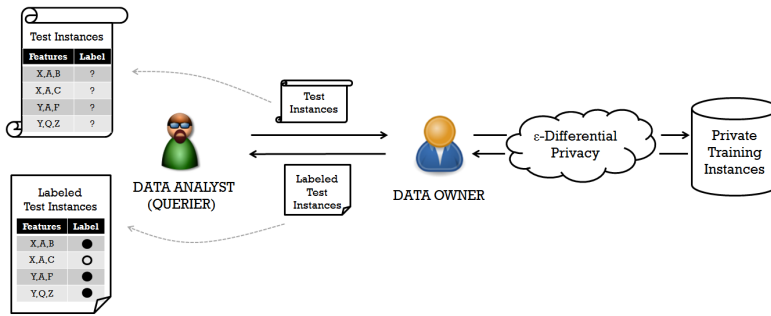 Test Instances
Features Label
X,A,B ?
X,A,C ?
Y,A,F ?
Y,Q,Z ?
Labeled
Test Instances
Features Label
X,A,B
X,A,C
Y,A,F
Y,Q,Z
DATA ANALYST
(QUERIER)
Test
Instances
Labeled
Test
Instances
DATA OWNER
ε-Differential
Privacy
Private
Training
Instances